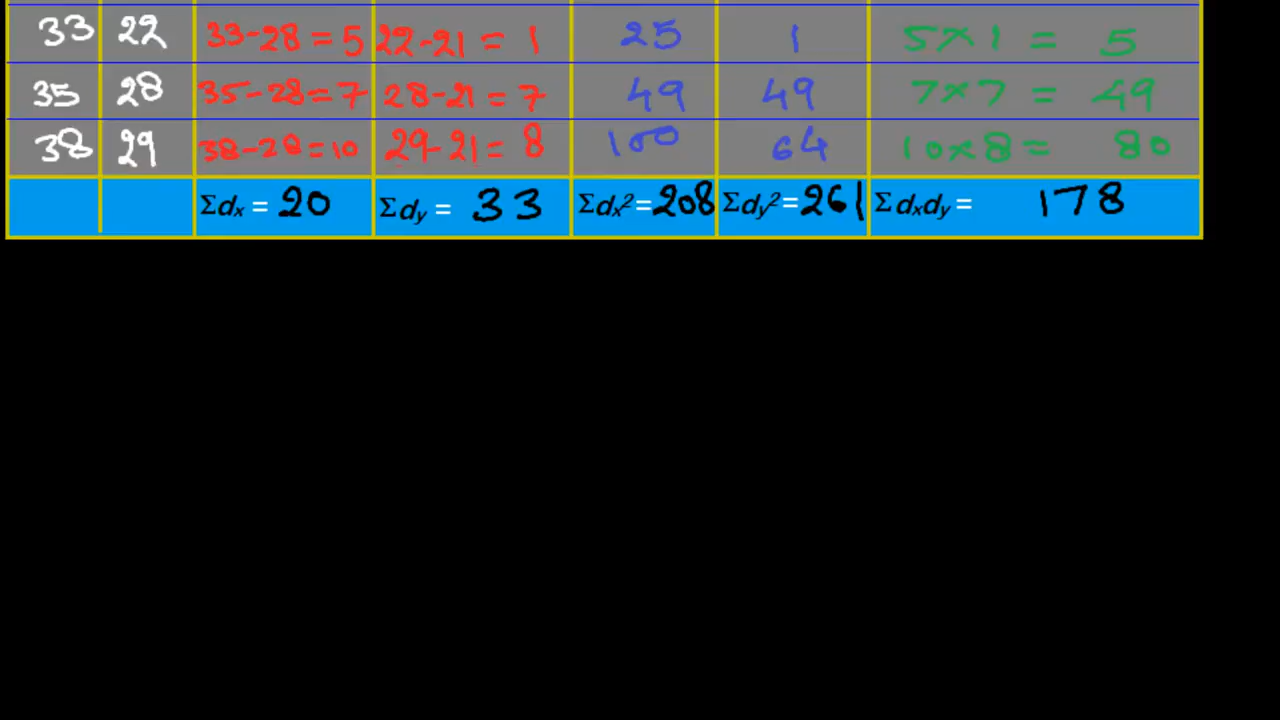 33 22 33-28=5 22-21=1 25 1 5×1=5
35 28 35-28=7 28-21=7 49 49 7×7=49
38 29 38-28=10 29-21=8 100 64 10×8=80
Σdx = 20 Σdy = 33 Σdx²=208 Σdy²=261 Σdxdy= 178